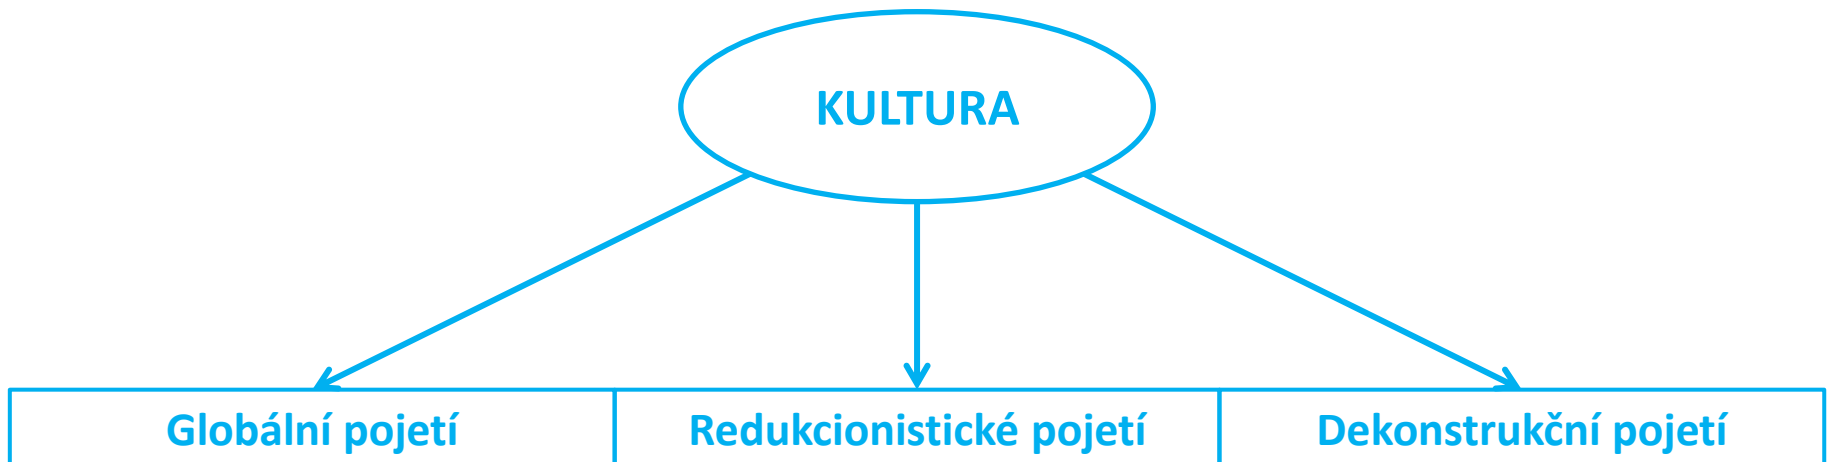 KULTURA
Globální pojetí
Redukcionistické pojetí
Dekonstrukční pojetí